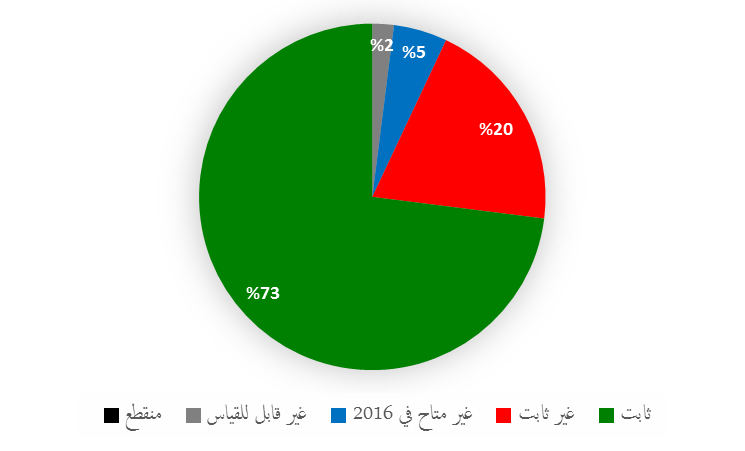 %2
%5
%20
%73
ثابت
غير ثابت
غير متاح في 2016
غير قابل للقياس
منقطع